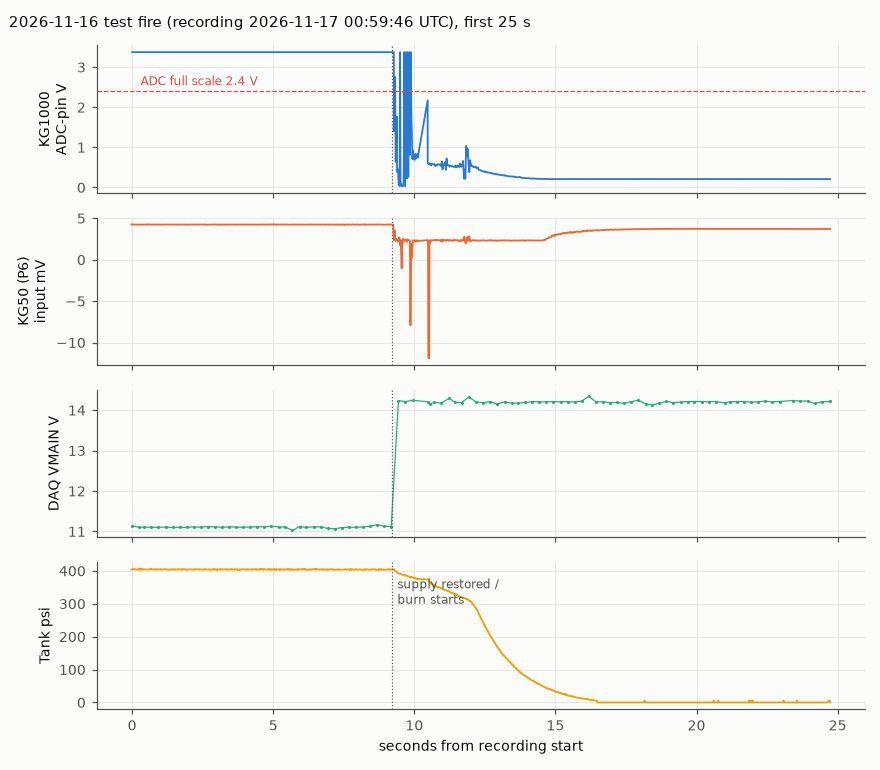 2026-11-16 test fire (recording 2026-11-17 00:59:46 UTC), first 25 s
KG1000
ADC-pin V
3
2
1
0
ADC full scale 2.4 V
KG50 (P6)
input mV
5
0
−5
−10
DAQ VMAIN V
14
13
12
11
Tank psi
400
300
200
100
0
supply restored /
burn starts
0 5 10 15 20 25
seconds from recording start